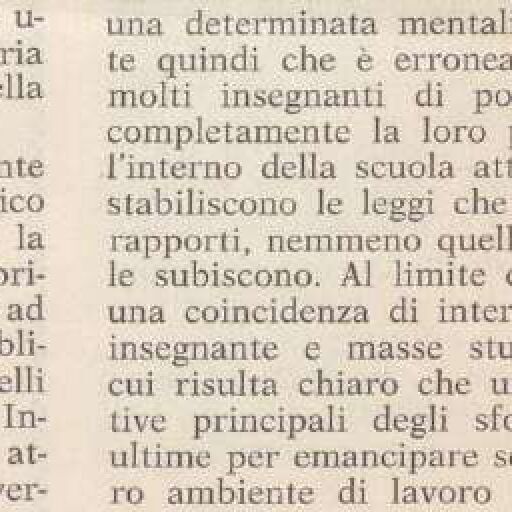 u-
ria
ella
nte
ico
la
ori-
ad
bli-
elli
In-
at-
ver-
una determinata mentali
te quindi che è erronea
molti insegnanti di po
completamente la loro
l'interno della scuola att
stabiliscono le leggi che
rapporti, nemmeno quell
le subiscono. Al limite
una coincidenza di inter
insegnante e masse stu
cui risulta chiaro che u
tive principali degli sfo
ultime per emancipare s
ro ambiente di lavoro